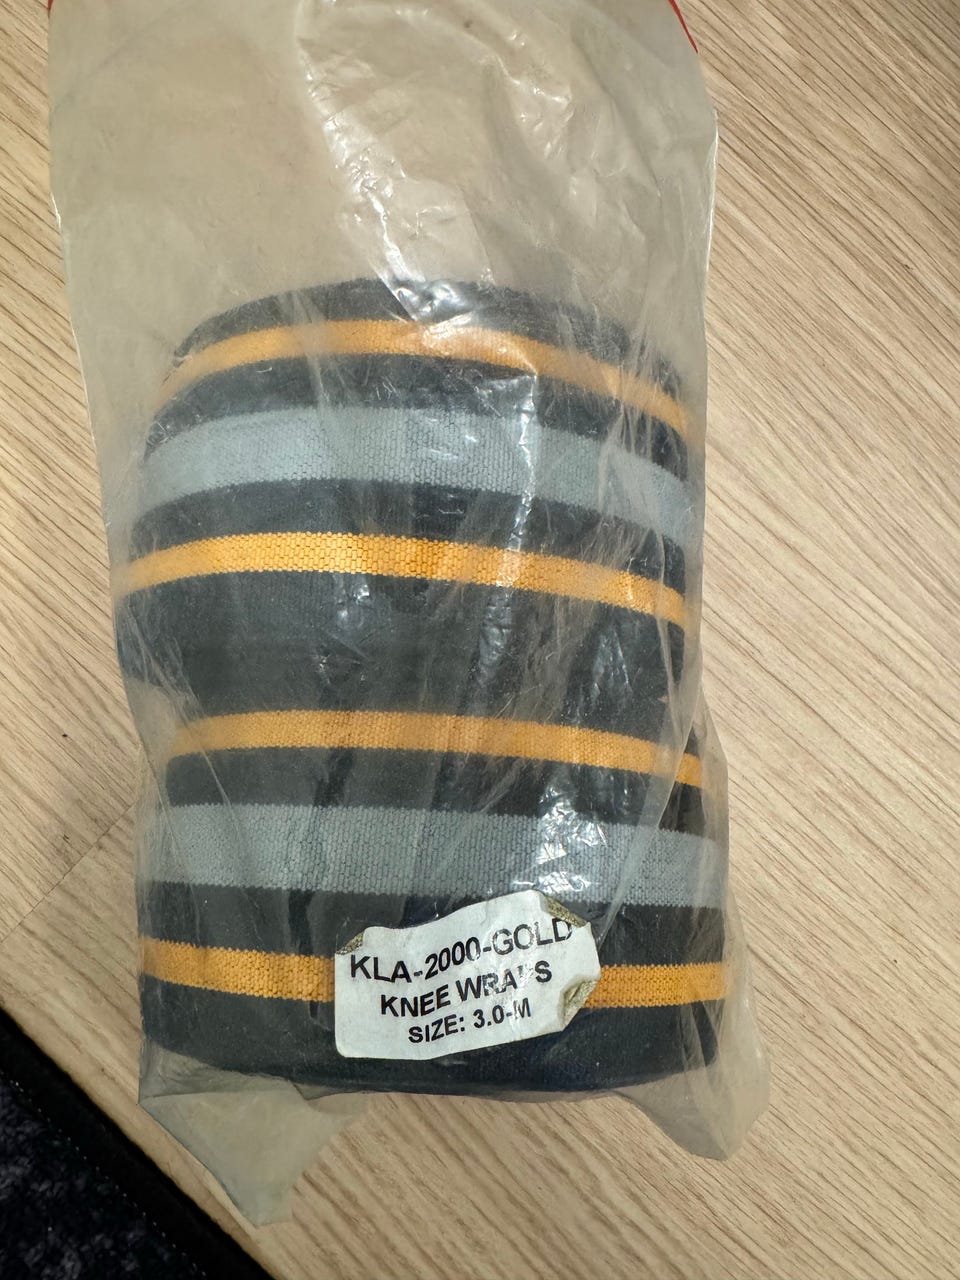 KLA-2000-GOLD
KNEE WRAPS
SIZE: 3.0-M